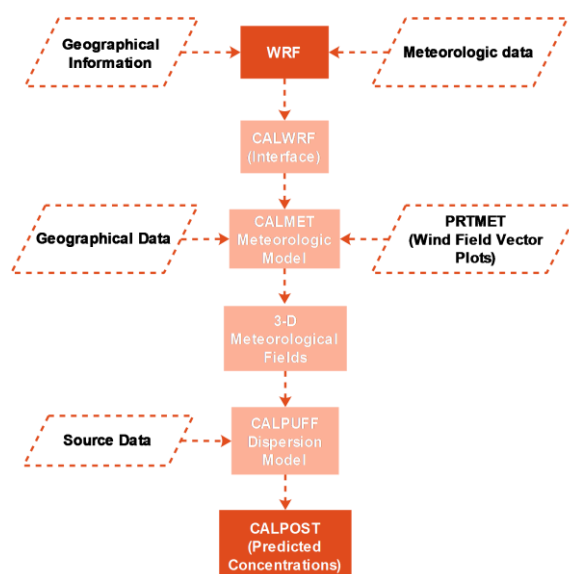 Geographical
Information
WRF
Meteorologic data
CALWRF
(Interface)
Geographical Data
CALMET
Meteorologic
Model
PRTMET
(Wind Field Vector
Plots)
3-D
Meteorological
Fields
Source Data
CALPUFF
Dispersion
Model
CALPOST
(Predicted
Concentrations)